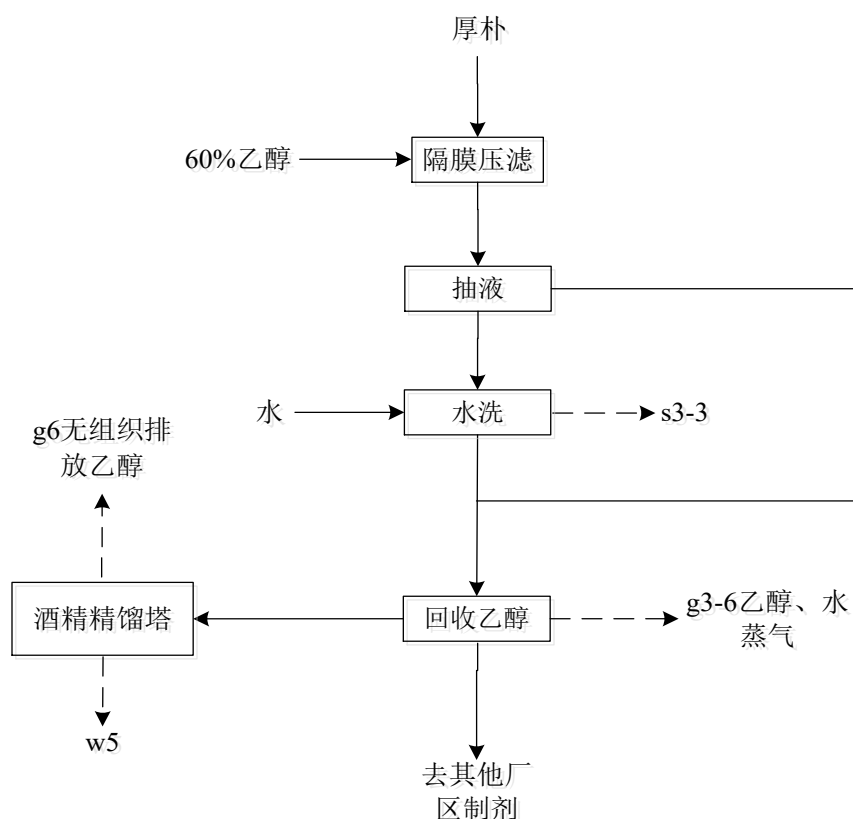 厚朴
60%乙醇
隔膜压滤
抽液
水
水洗
s3-3
g6无组织排
放乙醇
酒精精馏塔
回收乙醇
g3-6乙醇、水
蒸气
w5
去其他厂
区制剂